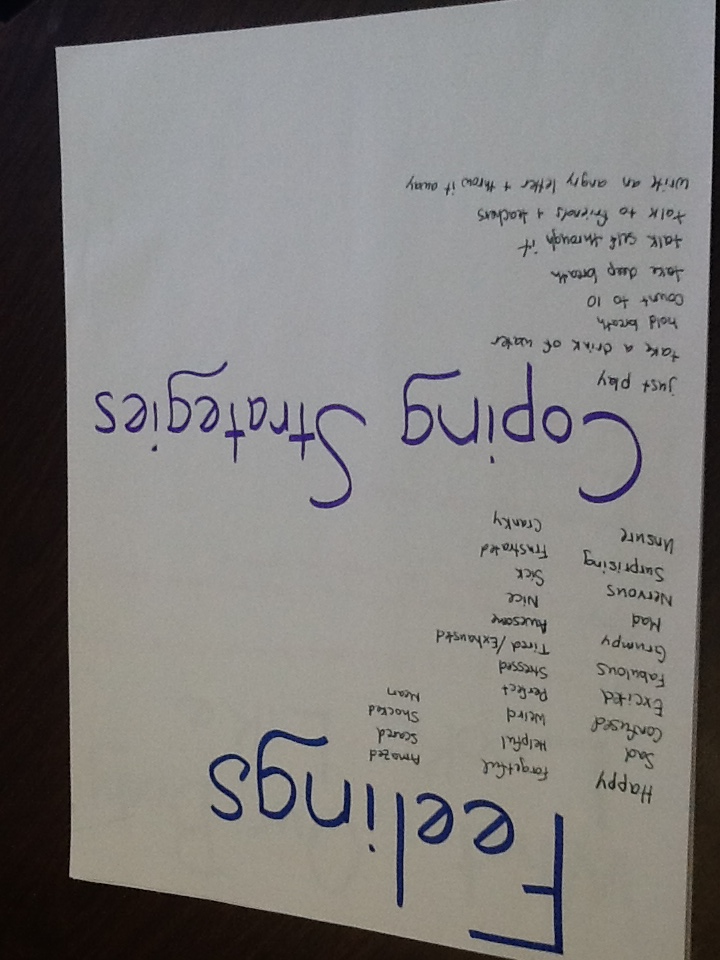 Feelings
Happy
Sad
Confused
Excited
Fabulous
Grumpy
Mad
Nervous
Surprising
Unsure
Forgetful
Helpful
Weird
Perfect
Stressed
Tired/Exhausted
Awesome
Nice
Sick
Frustrated
Cranky
Amazed
Scared
Shocked
Mean
Coping Strategies
just play
take a drink of water
hold breath
count to 10
take deep breath
talk self through it
talk to friends + teachers
write an angry letter + throw it away